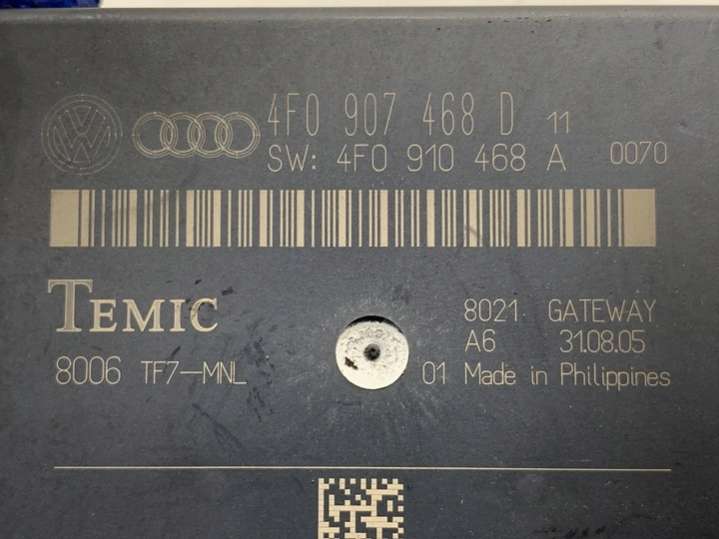 4F0 907 468 D 11
SW: 4F0 910 468 A 0070
TEMIC
8021 GATEWAY
A6 31.08.05
8006 TF7-MNL
01 Made in Philippines